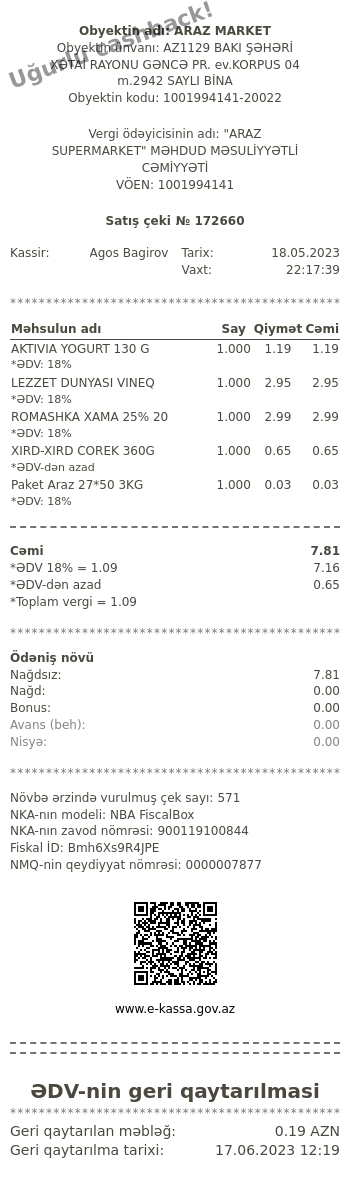 Uğurlu cashback!
Obyektin adı: ARAZ MARKET
Obyektin ünvanı: AZ1129 BAKI ŞƏHƏRİ
XƏTAİ RAYONU GƏNCƏ PR. ev.KORPUS 04
m.2942 SAYLI BİNA
Obyektin kodu: 1001994141-20022
Vergi ödəyicisinin adı: "ARAZ
SUPERMARKET" MƏHDUD MƏSULİYYƏTLİ
CƏMİYYƏTİ
VÖEN: 1001994141
Satış çeki № 172660
Kassir: Agos Bagirov Tarix: 18.05.2023
Vaxt: 22:17:39
********************************************
Məhsulun adı Say Qiymət Cəmi
AKTIVIA YOGURT 130 G 1.000 1.19 1.19
*ƏDV: 18%
LEZZET DUNYASI VINEQ 1.000 2.95 2.95
*ƏDV: 18%
ROMASHKA XAMA 25% 20 1.000 2.99 2.99
*ƏDV: 18%
XIRD-XIRD COREK 360G 1.000 0.65 0.65
*ƏDV-dən azad
Paket Araz 27*50 3KG 1.000 0.03 0.03
*ƏDV: 18%
Cəmi 7.81
*ƏDV 18% = 1.09 7.16
*ƏDV-dən azad 0.65
*Toplam vergi = 1.09
********************************************
Ödəniş növü
Nağdsız: 7.81
Nağd: 0.00
Bonus: 0.00
Avans (beh): 0.00
Nisyə: 0.00
********************************************
Növbə ərzində vurulmuş çek sayı: 571
NKA-nın modeli: NBA FiscalBox
NKA-nın zavod nömrəsi: 900119100844
Fiskal İD: Bmh6Xs9R4JPE
NMQ-nin qeydiyyat nömrəsi: 0000007877
www.e-kassa.gov.az
ƏDV-nin geri qaytarılması
********************************************
Geri qaytarılan məbləğ: 0.19 AZN
Geri qaytarılma tarixi: 17.06.2023 12:19